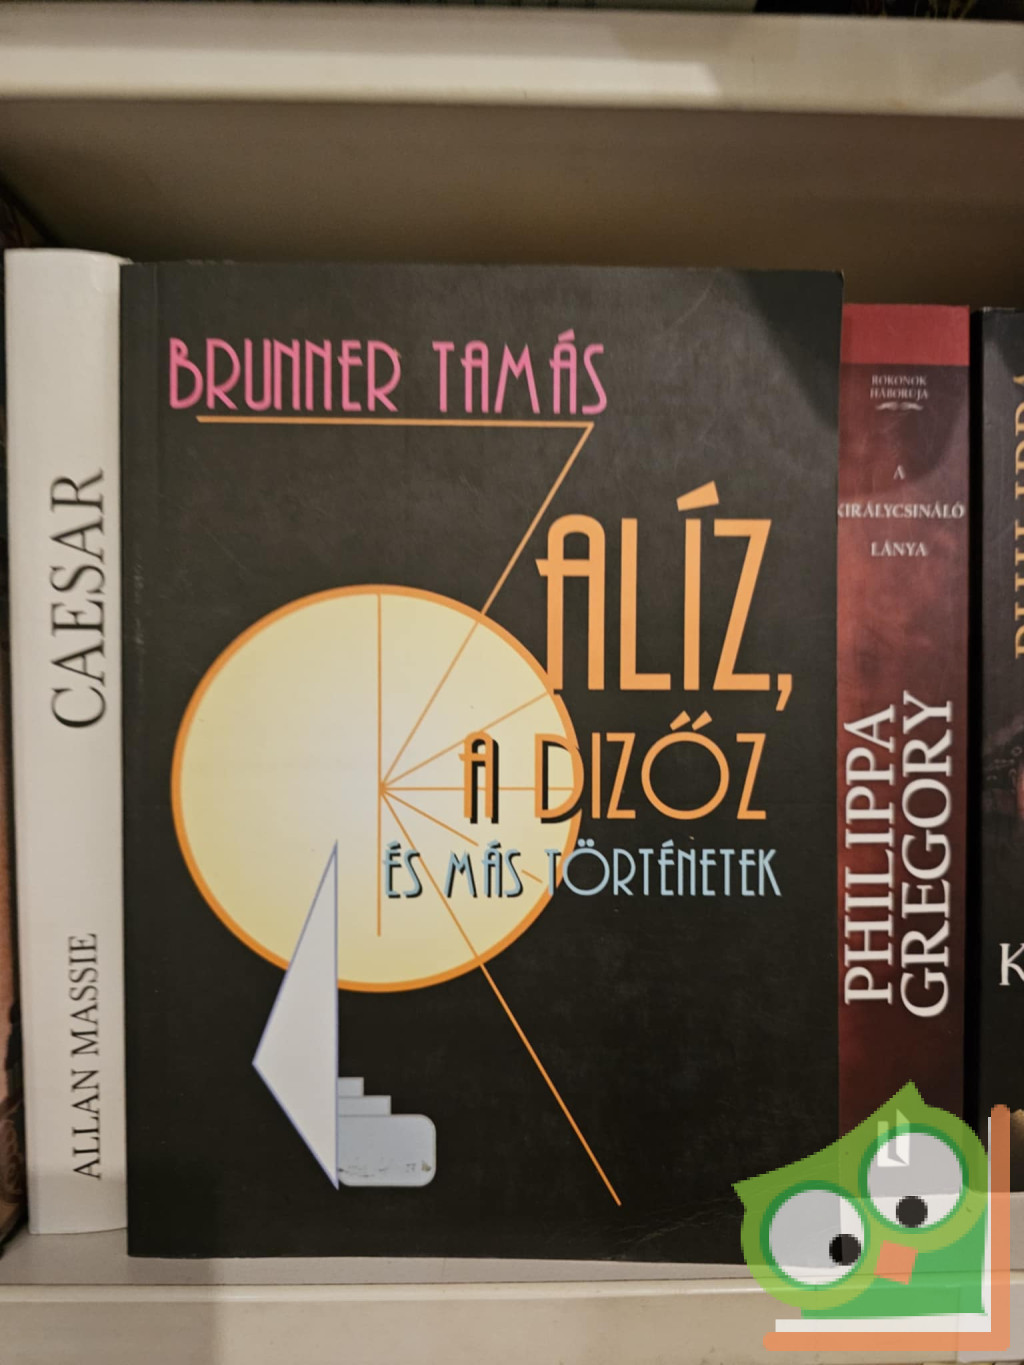 CAESAR
ALLAN MASSIE
BRUNNER TAMÁS
ALÍZ,
A DIZŐZ
ÉS MÁS TÖRTÉNETEK
ROKONOK
HÁBORÚJA
A
KIRÁLYCSINÁLÓ
LÁNYA
PHILIPPA
GREGORY
K